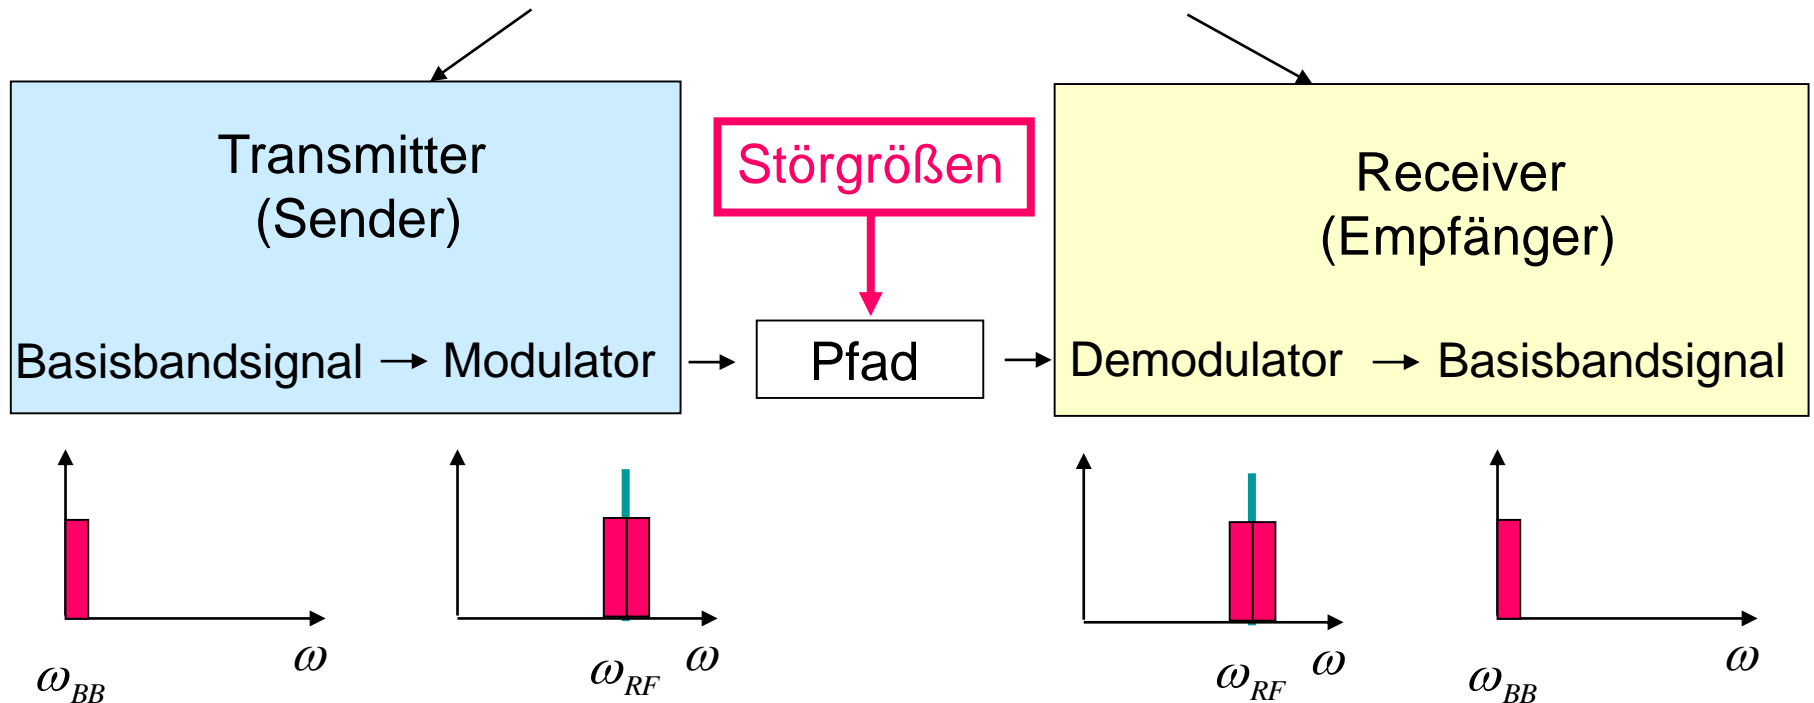 Transmitter
(Sender)
Basisbandsignal → Modulator
Störgrößen
Pfad
Receiver
(Empfänger)
Demodulator → Basisbandsignal
ω_BB
ω
ω_RF
ω
ω_RF
ω
ω_BB
ω